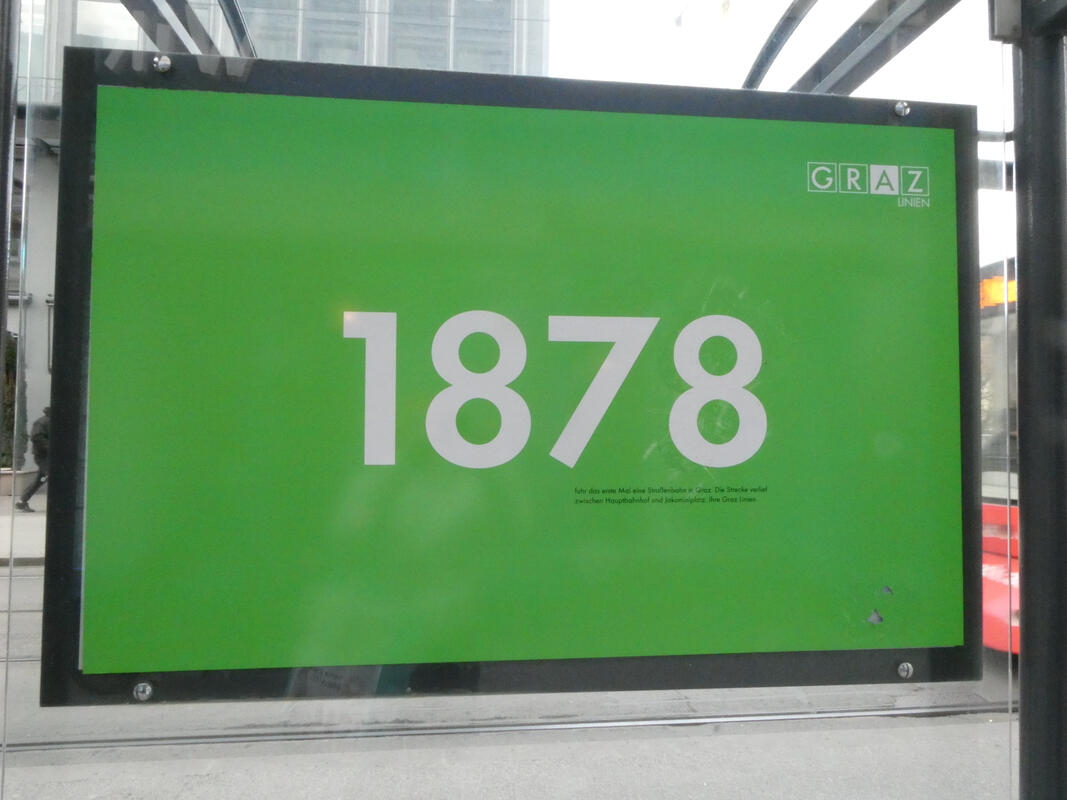 GRAZ
LINIEN
1878
fuhr das erste Mal eine Straßenbahn in Graz. Die Strecke verlief
zwischen Hauptbahnhof und Jakominiplatz. Ihre Graz Linien.